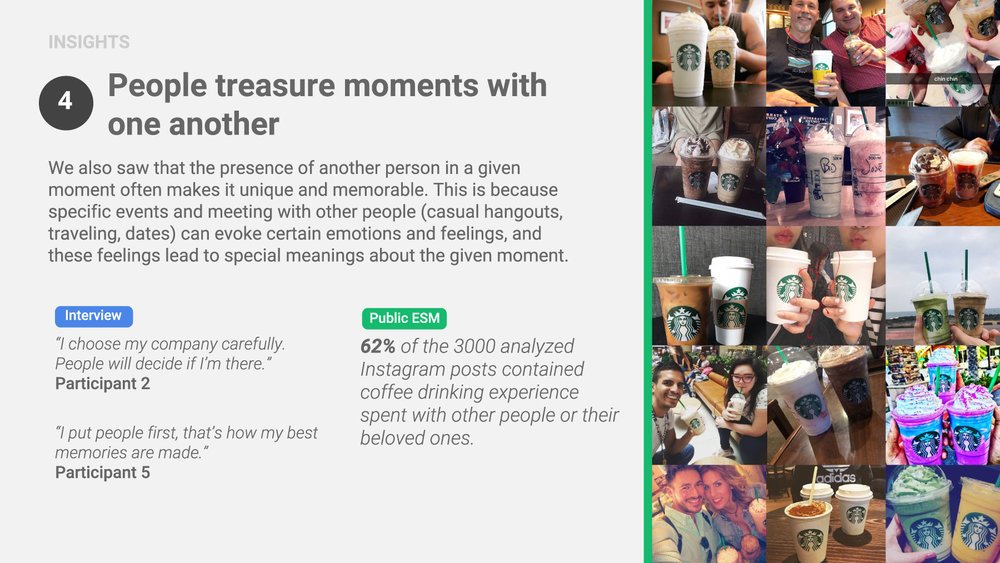 INSIGHTS
4
People treasure moments with
one another
We also saw that the presence of another person in a given
moment often makes it unique and memorable. This is because
specific events and meeting with other people (casual hangouts,
traveling, dates) can evoke certain emotions and feelings, and
these feelings lead to special meanings about the given moment.
Interview
“I choose my company carefully.
People will decide if I’m there.”
Participant 2
“I put people first, that’s how my best
memories are made.”
Participant 5
Public ESM
62% of the 3000 analyzed
Instagram posts contained
coffee drinking experience
spent with other people or their
beloved ones.
chin chin
adidas